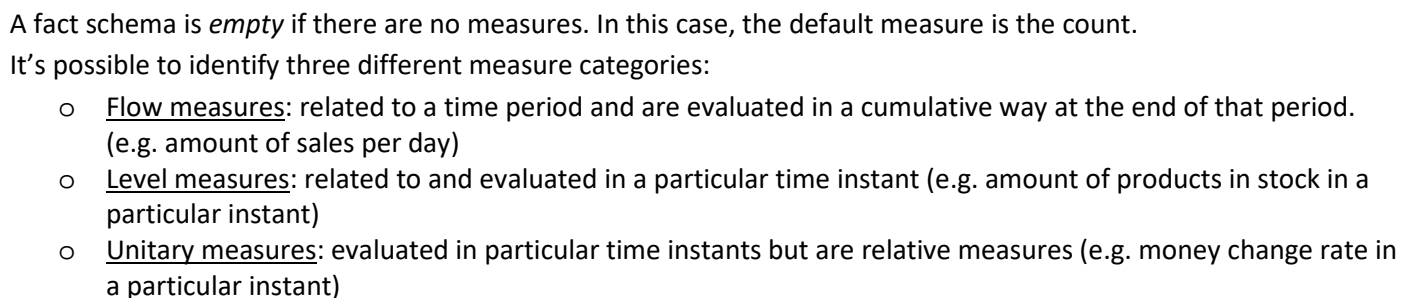 A fact schema is empty if there are no measures. In this case, the default measure is the count.
It's possible to identify three different measure categories:
o Flow measures: related to a time period and are evaluated in a cumulative way at the end of that period.
(e.g. amount of sales per day)
o Level measures: related to and evaluated in a particular time instant (e.g. amount of products in stock in a
particular instant)
o Unitary measures: evaluated in particular time instants but are relative measures (e.g. money change rate in
a particular instant)